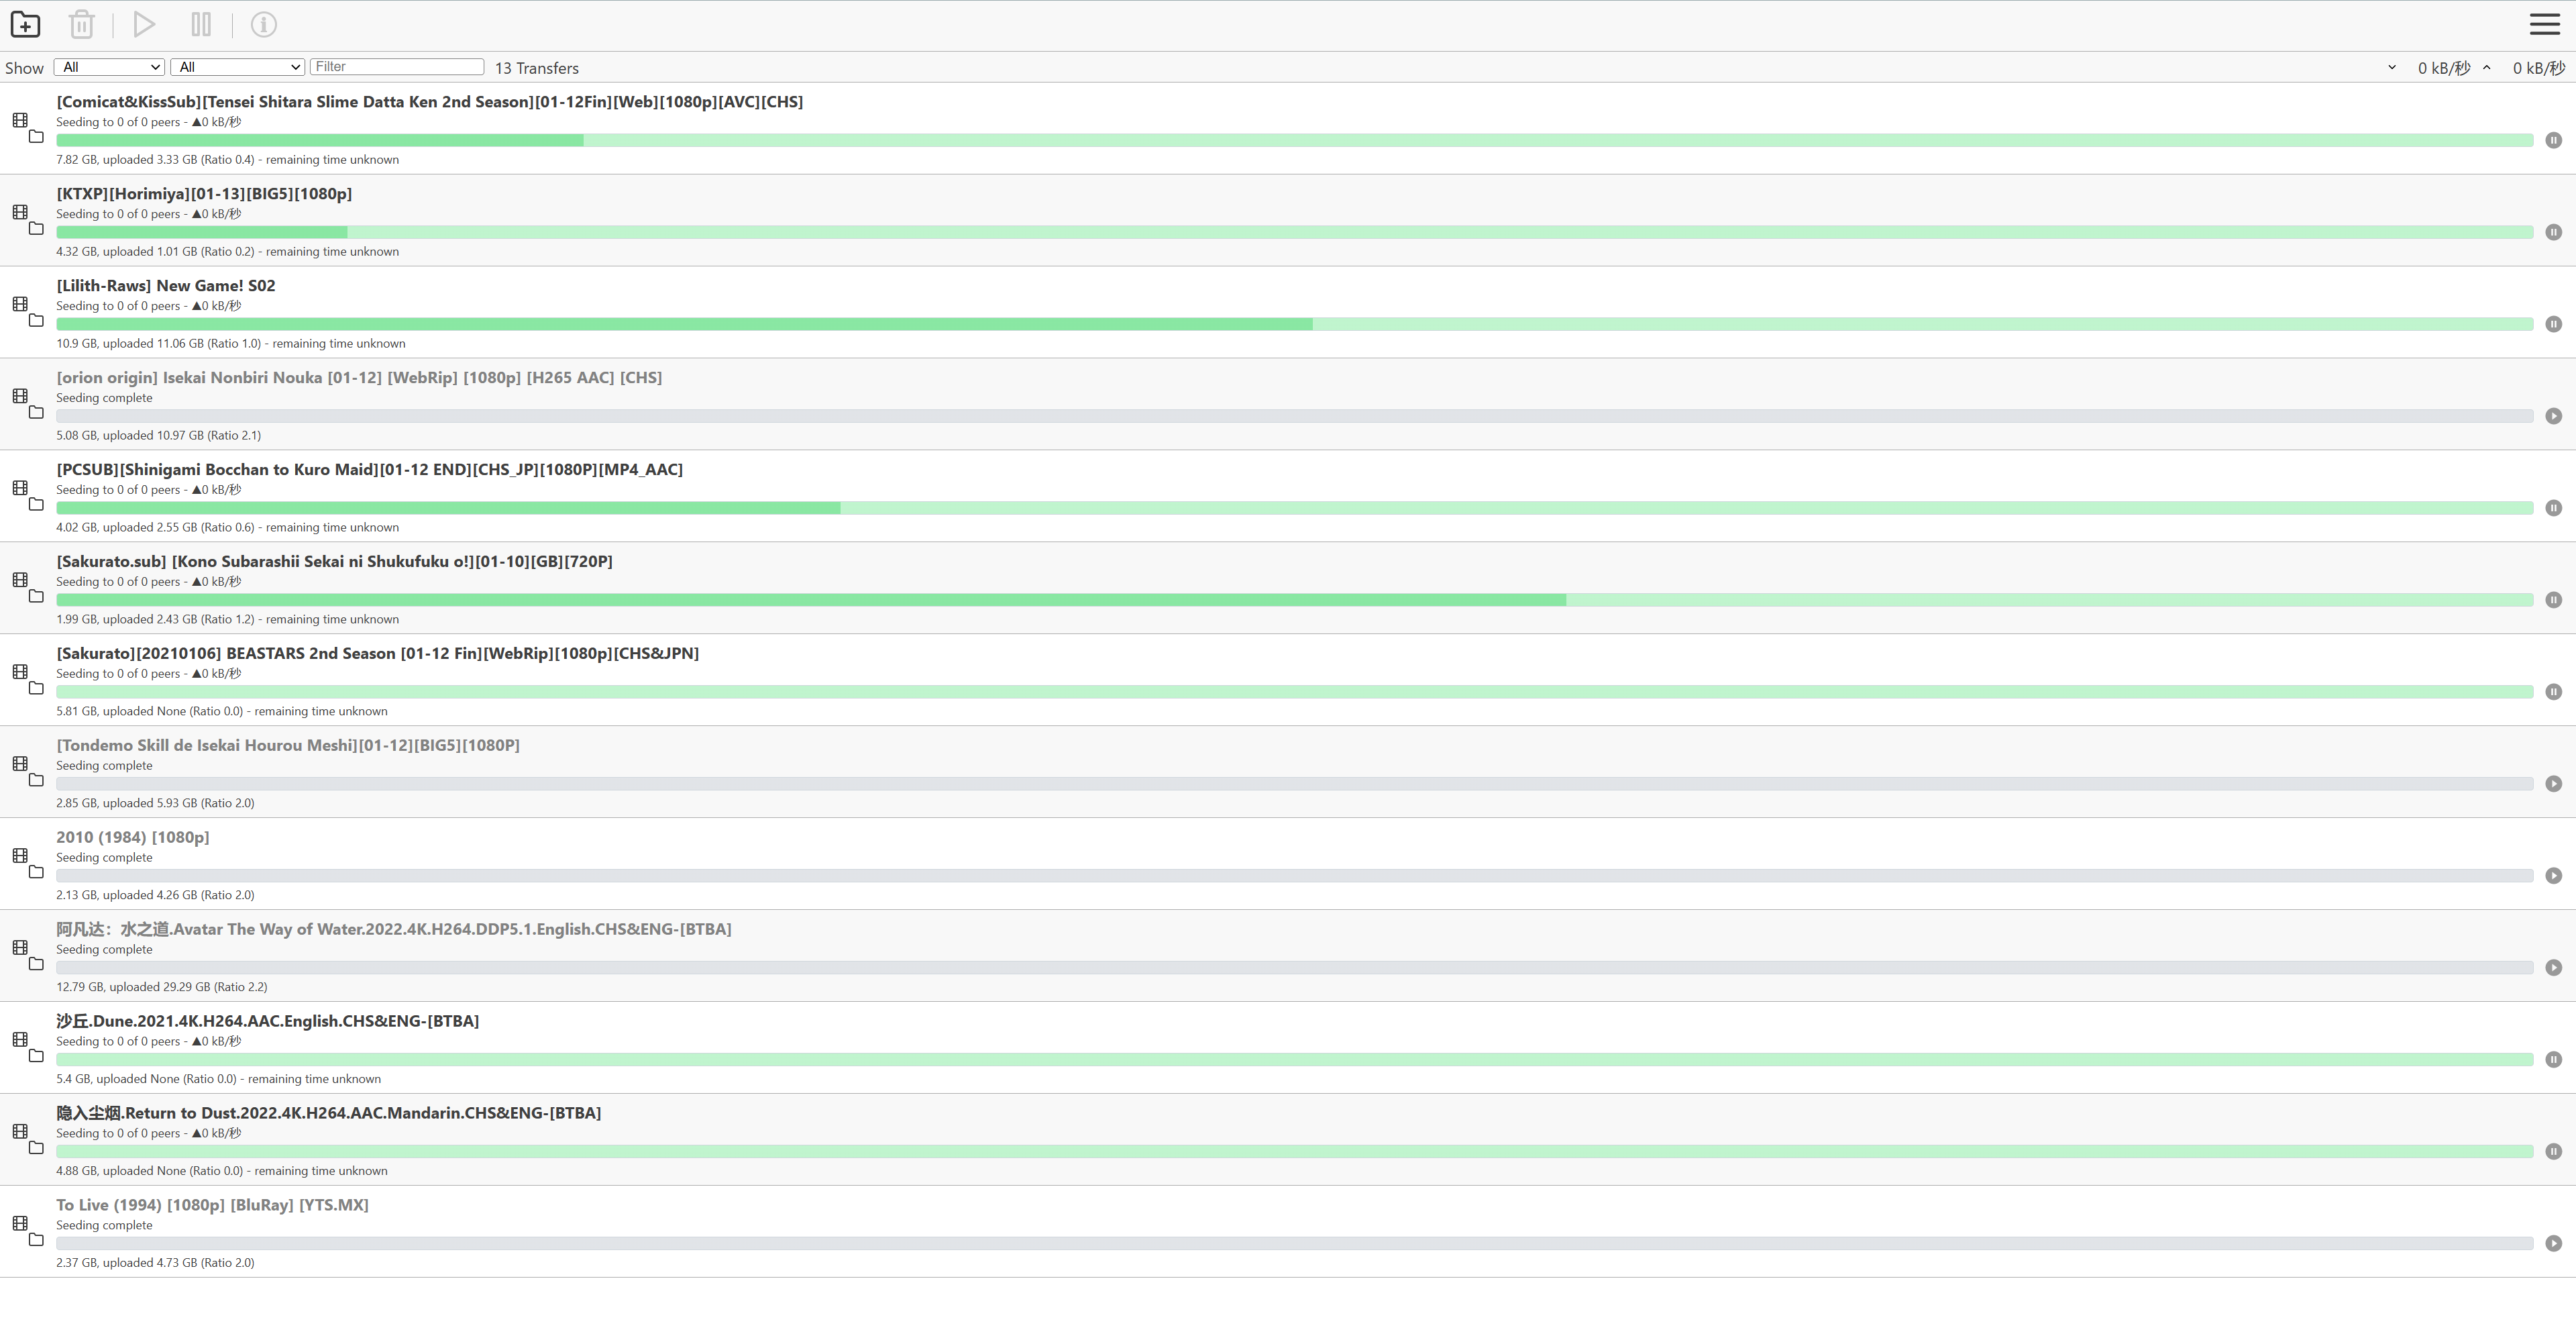 Show All All Filter 13 Transfers 0 kB/秒 0 kB/秒
[Comicat&KissSub][Tensei Shitara Slime Datta Ken 2nd Season][01-12Fin][Web][1080p][AVC][CHS]
Seeding to 0 of 0 peers - ▲0 kB/秒
7.82 GB, uploaded 3.33 GB (Ratio 0.4) - remaining time unknown
[KTXP][Horimiya][01-13][BIG5][1080p]
Seeding to 0 of 0 peers - ▲0 kB/秒
4.32 GB, uploaded 1.01 GB (Ratio 0.2) - remaining time unknown
[Lilith-Raws] New Game! S02
Seeding to 0 of 0 peers - ▲0 kB/秒
10.9 GB, uploaded 11.06 GB (Ratio 1.0) - remaining time unknown
[orion origin] Isekai Nonbiri Nouka [01-12] [WebRip] [1080p] [H265 AAC] [CHS]
Seeding complete
5.08 GB, uploaded 10.97 GB (Ratio 2.1)
[PCSUB][Shinigami Bocchan to Kuro Maid][01-12 END][CHS_JP][1080P][MP4_AAC]
Seeding to 0 of 0 peers - ▲0 kB/秒
4.02 GB, uploaded 2.55 GB (Ratio 0.6) - remaining time unknown
[Sakurato.sub] [Kono Subarashii Sekai ni Shukufuku o!][01-10][GB][720P]
Seeding to 0 of 0 peers - ▲0 kB/秒
1.99 GB, uploaded 2.43 GB (Ratio 1.2) - remaining time unknown
[Sakurato][20210106] BEASTARS 2nd Season [01-12 Fin][WebRip][1080p][CHS&JPN]
Seeding to 0 of 0 peers - ▲0 kB/秒
5.81 GB, uploaded None (Ratio 0.0) - remaining time unknown
[Tondemo Skill de Isekai Hourou Meshi][01-12][BIG5][1080P]
Seeding complete
2.85 GB, uploaded 5.93 GB (Ratio 2.0)
2010 (1984) [1080p]
Seeding complete
2.13 GB, uploaded 4.26 GB (Ratio 2.0)
阿凡达：水之道.Avatar The Way of Water.2022.4K.H264.DDP5.1.English.CHS&ENG-[BTBA]
Seeding complete
12.79 GB, uploaded 29.29 GB (Ratio 2.2)
沙丘.Dune.2021.4K.H264.AAC.English.CHS&ENG-[BTBA]
Seeding to 0 of 0 peers - ▲0 kB/秒
5.4 GB, uploaded None (Ratio 0.0) - remaining time unknown
隐入尘烟.Return to Dust.2022.4K.H264.AAC.Mandarin.CHS&ENG-[BTBA]
Seeding to 0 of 0 peers - ▲0 kB/秒
4.88 GB, uploaded None (Ratio 0.0) - remaining time unknown
To Live (1994) [1080p] [BluRay] [YTS.MX]
Seeding complete
2.37 GB, uploaded 4.73 GB (Ratio 2.0)